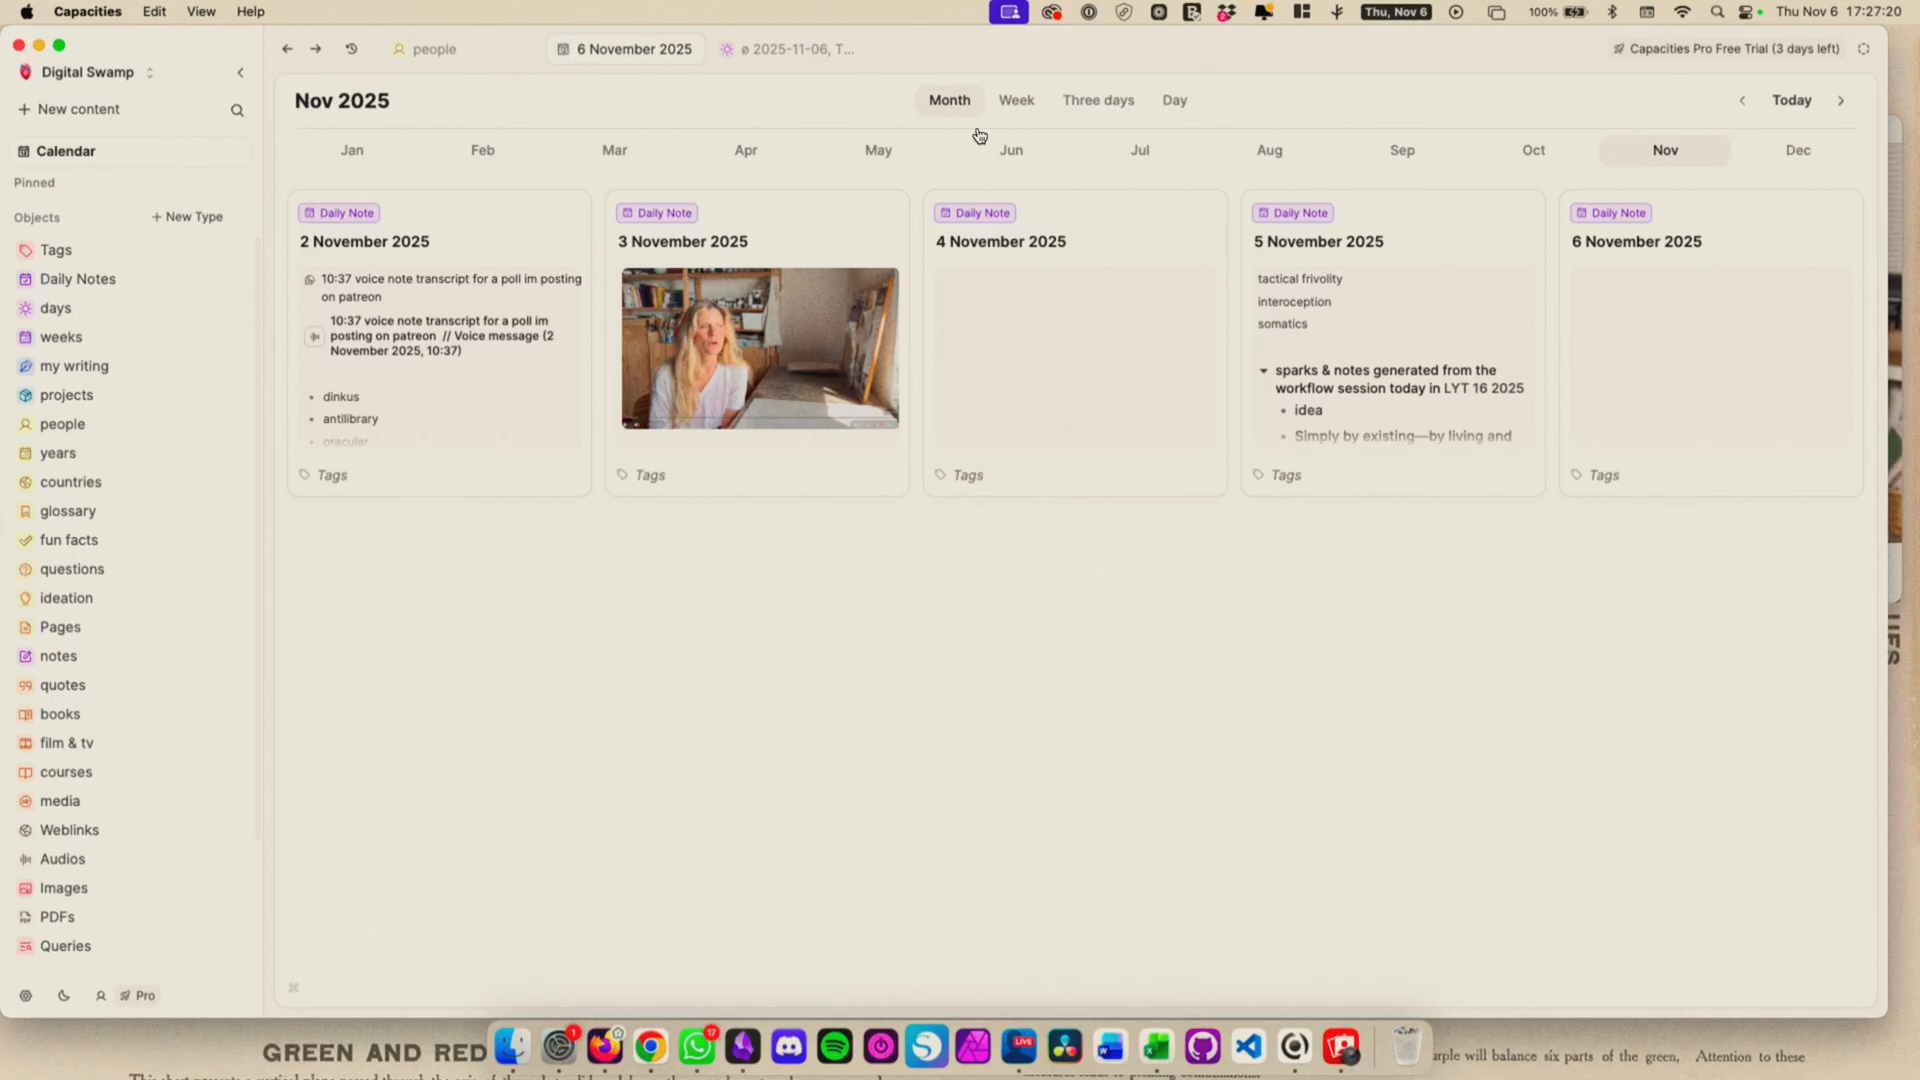 Capacities Edit View Help
Thu, Nov 6
100%
Thu Nov 6 17:27:20
people
6 November 2025
ø 2025-11-06, T...
Capacities Pro Free Trial (3 days left)
Digital Swamp
New content
Calendar
Pinned
Objects
New Type
Tags
Daily Notes
days
weeks
my writing
projects
people
years
countries
glossary
fun facts
questions
ideation
Pages
notes
quotes
books
film & tv
courses
media
Weblinks
Audios
Images
PDFs
Queries
Pro
Nov 2025
Month Week Three days Day
Today
Jan Feb Mar Apr May Jun Jul Aug Sep Oct Nov Dec
Daily Note
2 November 2025
10:37 voice note transcript for a poll im posting
on patreon
10:37 voice note transcript for a poll im
posting on patreon // Voice message (2
November 2025, 10:37)
• dinkus
• antilibrary
• oracular
Tags
Daily Note
3 November 2025
Tags
Daily Note
4 November 2025
Tags
Daily Note
5 November 2025
tactical frivolity
interoception
somatics
sparks & notes generated from the
workflow session today in LYT 16 2025
• idea
• Simply by existing—by living and
Tags
Daily Note
6 November 2025
Tags
1
17
LIVE
GREEN AND RED
urple will balance six parts of the green, Attention to these